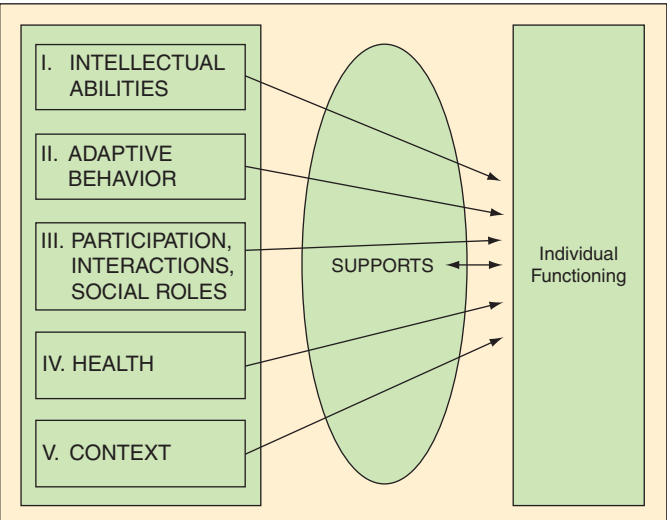 I. INTELLECTUAL
ABILITIES
II. ADAPTIVE
BEHAVIOR
III. PARTICIPATION,
INTERACTIONS,
SOCIAL ROLES
IV. HEALTH
V. CONTEXT
SUPPORTS
Individual
Functioning